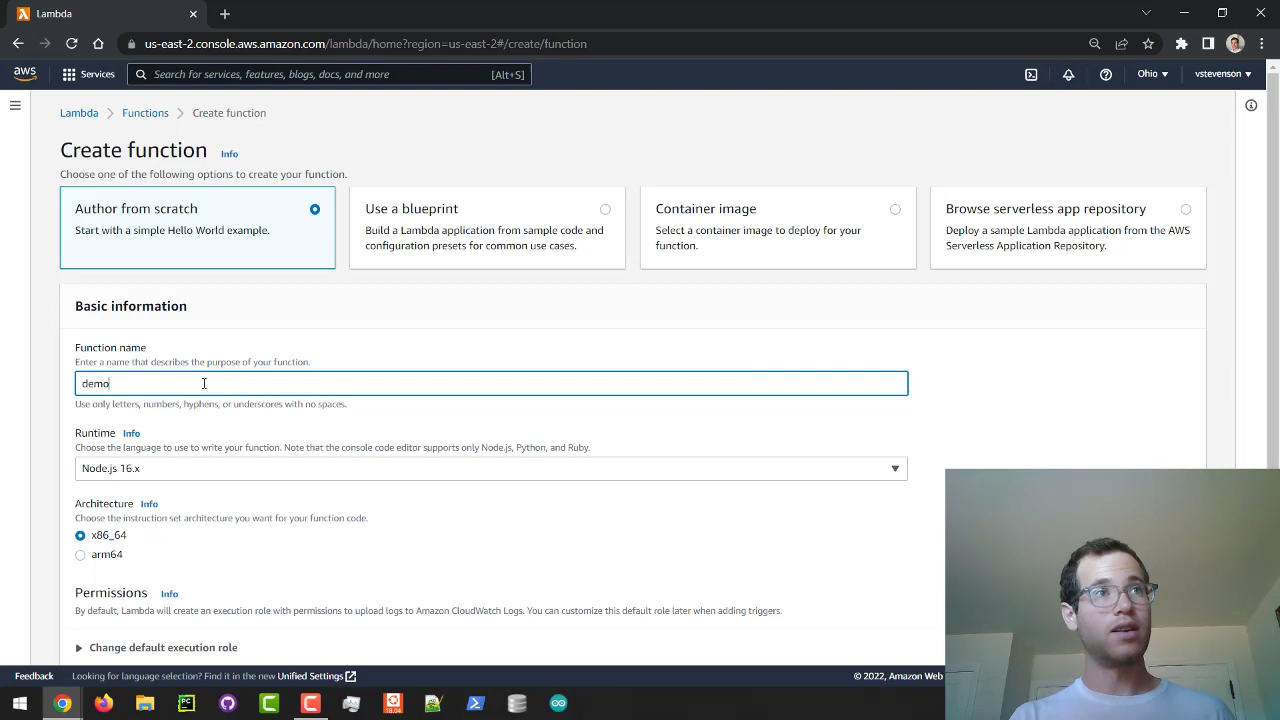 Lambda
us-east-2.console.aws.amazon.com/lambda/home?region=us-east-2#/create/function
aws
Services
Search for services, features, blogs, docs, and more
[Alt+S]
Ohio
vstevenson
Lambda
Functions
Create function
Create function
Info
Choose one of the following options to create your function.
Author from scratch
Start with a simple Hello World example.
Use a blueprint
Build a Lambda application from sample code and
configuration presets for common use cases.
Container image
Select a container image to deploy for your
function.
Browse serverless app repository
Deploy a sample Lambda application from the AWS
Serverless Application Repository.
Basic information
Function name
Enter a name that describes the purpose of your function.
demo
Use only letters, numbers, hyphens, or underscores with no spaces.
Runtime
Info
Choose the language to use to write your function. Note that the console code editor supports only Node.js, Python, and Ruby.
Node.js 16.x
Architecture
Info
Choose the instruction set architecture you want for your function code.
x86_64
arm64
Permissions
Info
By default, Lambda will create an execution role with permissions to upload logs to Amazon CloudWatch Logs. You can customize this default role later when adding triggers.
Change default execution role
Feedback
Looking for language selection? Find it in the new Unified Settings
© 2022, Amazon Web
PC
18.04